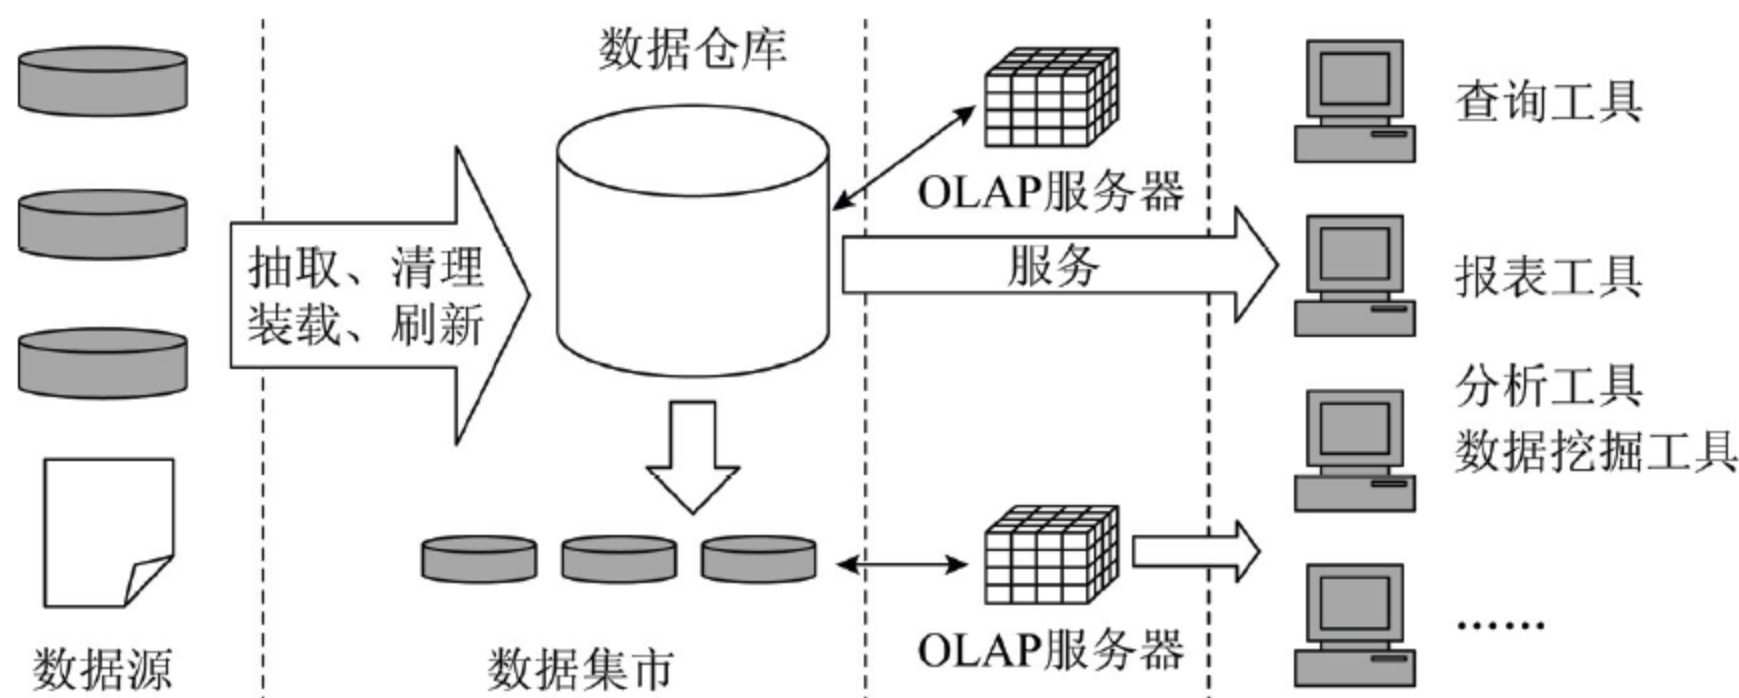 数据仓库
OLAP服务器
查询工具
抽取、清理
装载、刷新
服务
报表工具
分析工具
数据挖掘工具
……
数据源
数据集市
OLAP服务器